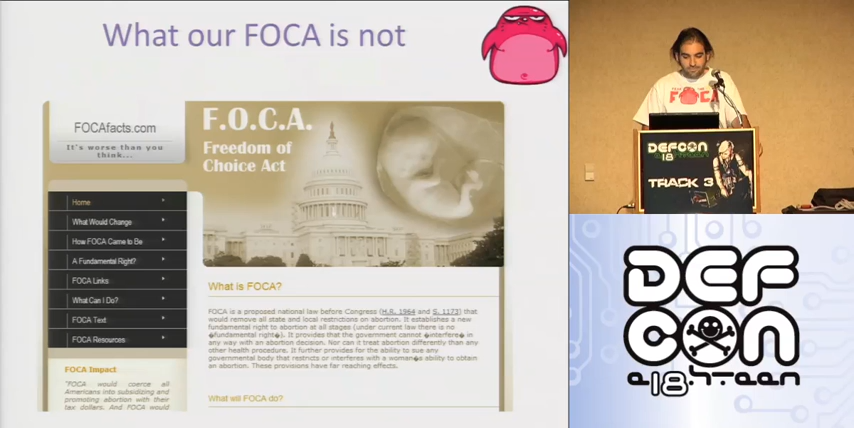 What our FOCA is not
FOCAfacts.com
It's worse than you
think...
F.O.C.A.
Freedom of
Choice Act
Home
What Would Change
How FOCA Came to Be
A Fundamental Right?
FOCA Links
What Can I Do?
FOCA Text
FOCA Resources
FOCA Impact
"FOCA would coerce all
Americans into subsidizing and
promoting abortion with their
tax dollars. And FOCA would
What is FOCA?
FOCA is a proposed national law before Congress (H.R. 1964 and S. 1173) that
would remove all state and local restrictions on abortion. It establishes a new
fundamental right to abortion at all stages (under current law there is no
�fundamental right�). It provides that the government cannot �interfere� in
any way with an abortion decision. Nor can it treat abortion differently than any
other health procedure. It further provides for the ability to sue any
governmental body that restricts or interferes with a woman�s ability to obtain
an abortion. These provisions have far reaching effects.
What will FOCA do?
FOCA
DEFCON
TRACK 3
DEF
CON
e18hteen